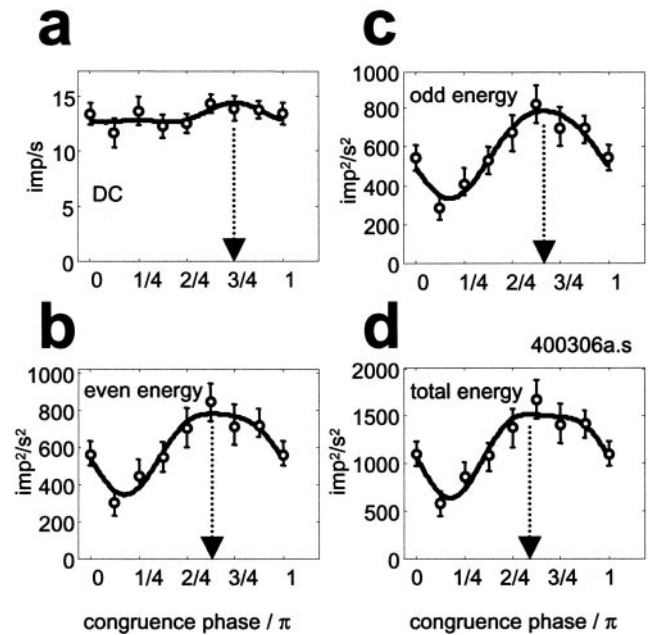 a
imp/s
15
10
5
0
DC
0 1/4 2/4 3/4 1
c
imp²/s²
1000
800
600
400
200
0
odd energy
0 1/4 2/4 3/4 1
b
imp²/s²
1000
800
600
400
200
0
even energy
0 1/4 2/4 3/4 1
congruence phase / π
d
400306a.s
imp²/s²
2000
1500
1000
500
0
total energy
0 1/4 2/4 3/4 1
congruence phase / π